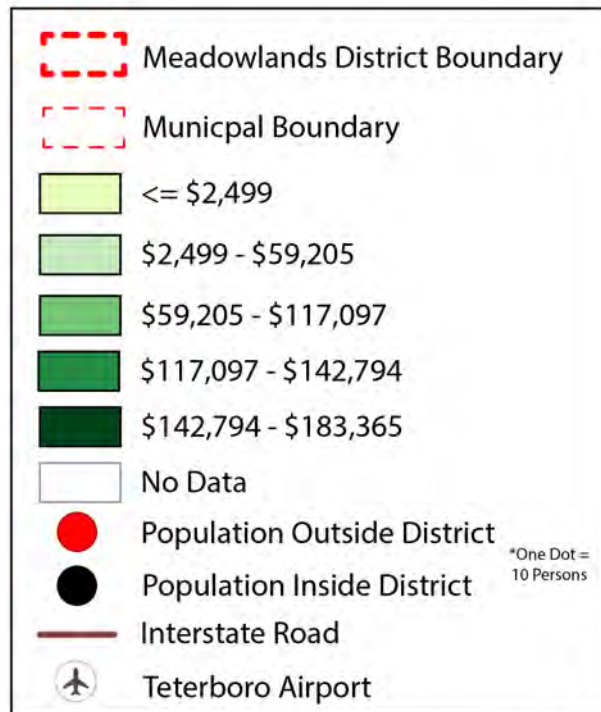 Meadowlands District Boundary
Municpal Boundary
<= $2,499
$2,499 - $59,205
$59,205 - $117,097
$117,097 - $142,794
$142,794 - $183,365
No Data
Population Outside District
*One Dot =
10 Persons
Population Inside District
Interstate Road
Teterboro Airport